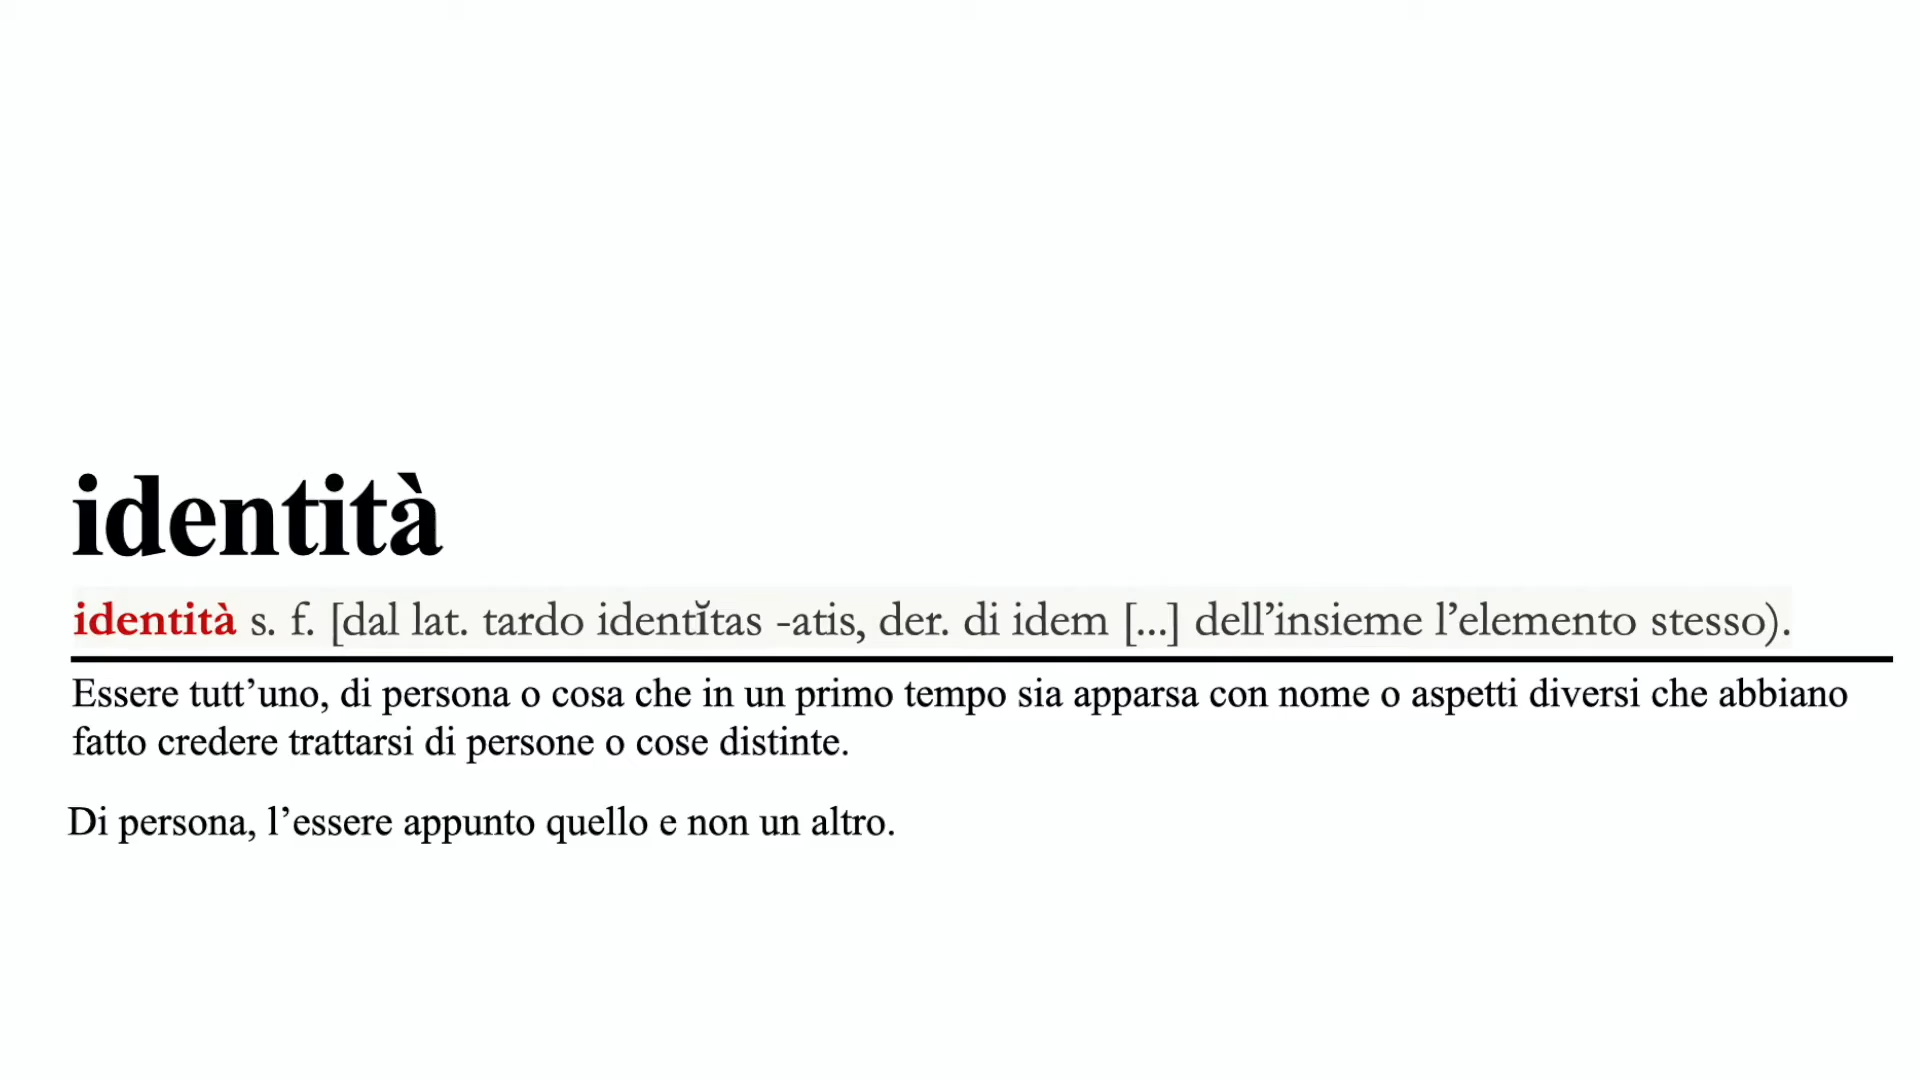 identità
identità s. f. [dal lat. tardo identĭtas -atis, der. di idem [...] dell’insieme l’elemento stesso).
Essere tutt’uno, di persona o cosa che in un primo tempo sia apparsa con nome o aspetti diversi che abbiano
fatto credere trattarsi di persone o cose distinte.
Di persona, l’essere appunto quello e non un altro.